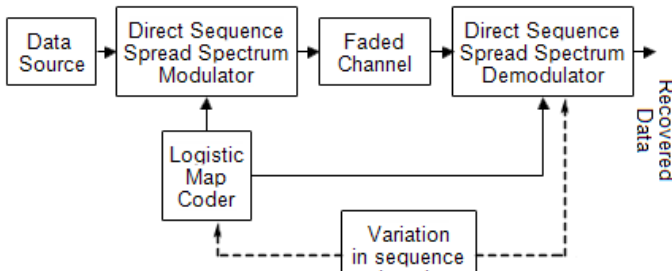 Data
Source
Direct Sequence
Spread Spectrum
Modulator
Faded
Channel
Direct Sequence
Spread Spectrum
Demodulator
Recovered
Data
Logistic
Map
Coder
Variation
in sequence